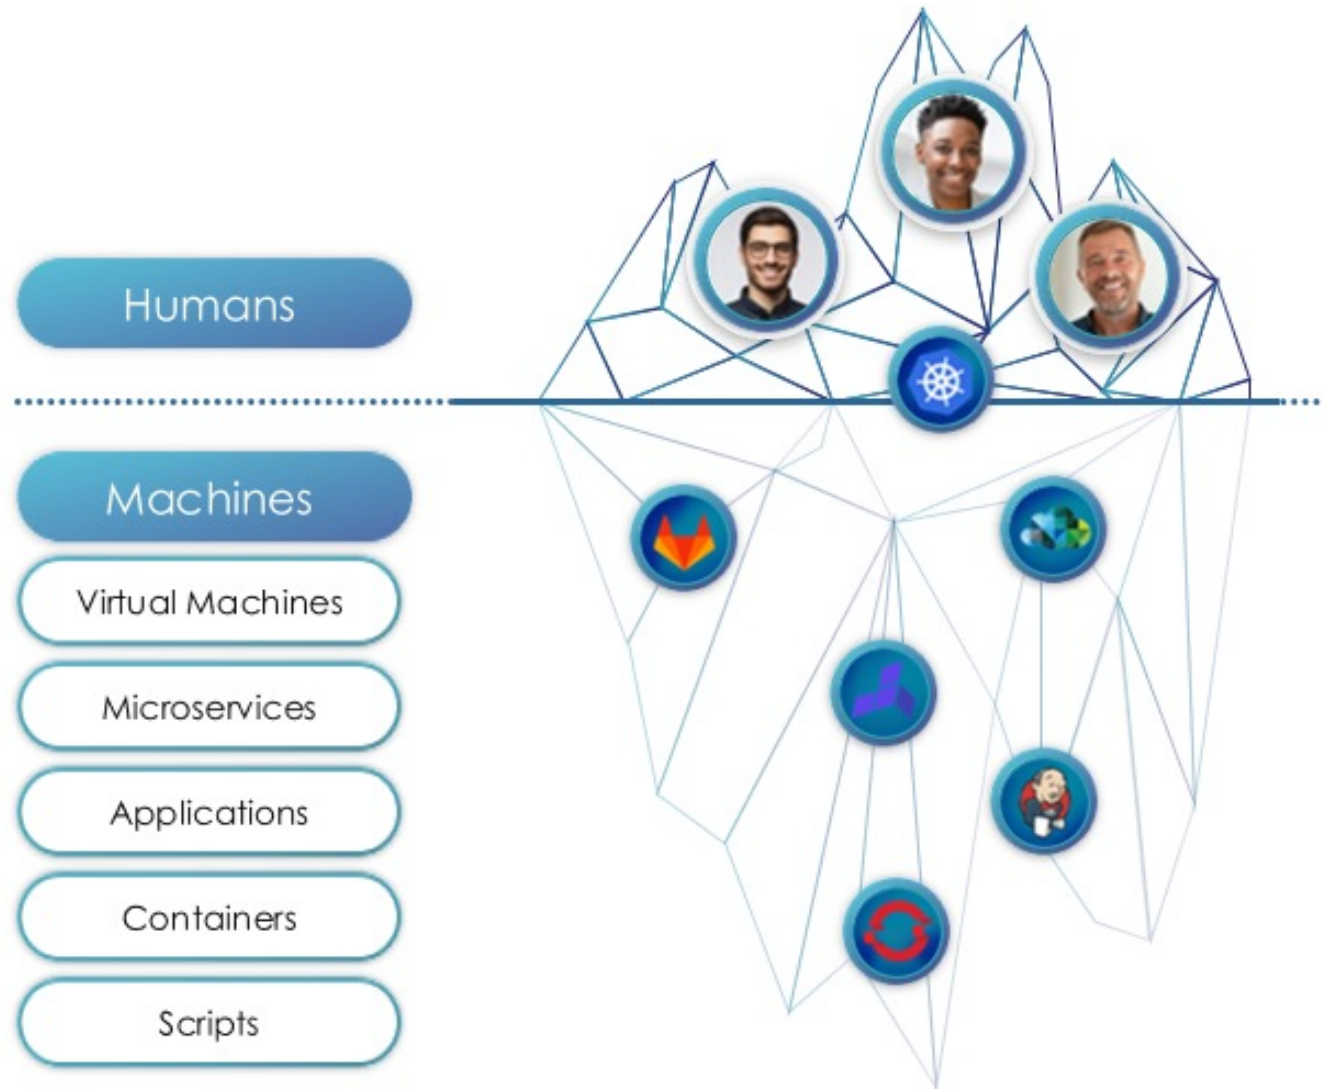 Humans
Machines
Virtual Machines
Microservices
Applications
Containers
Scripts